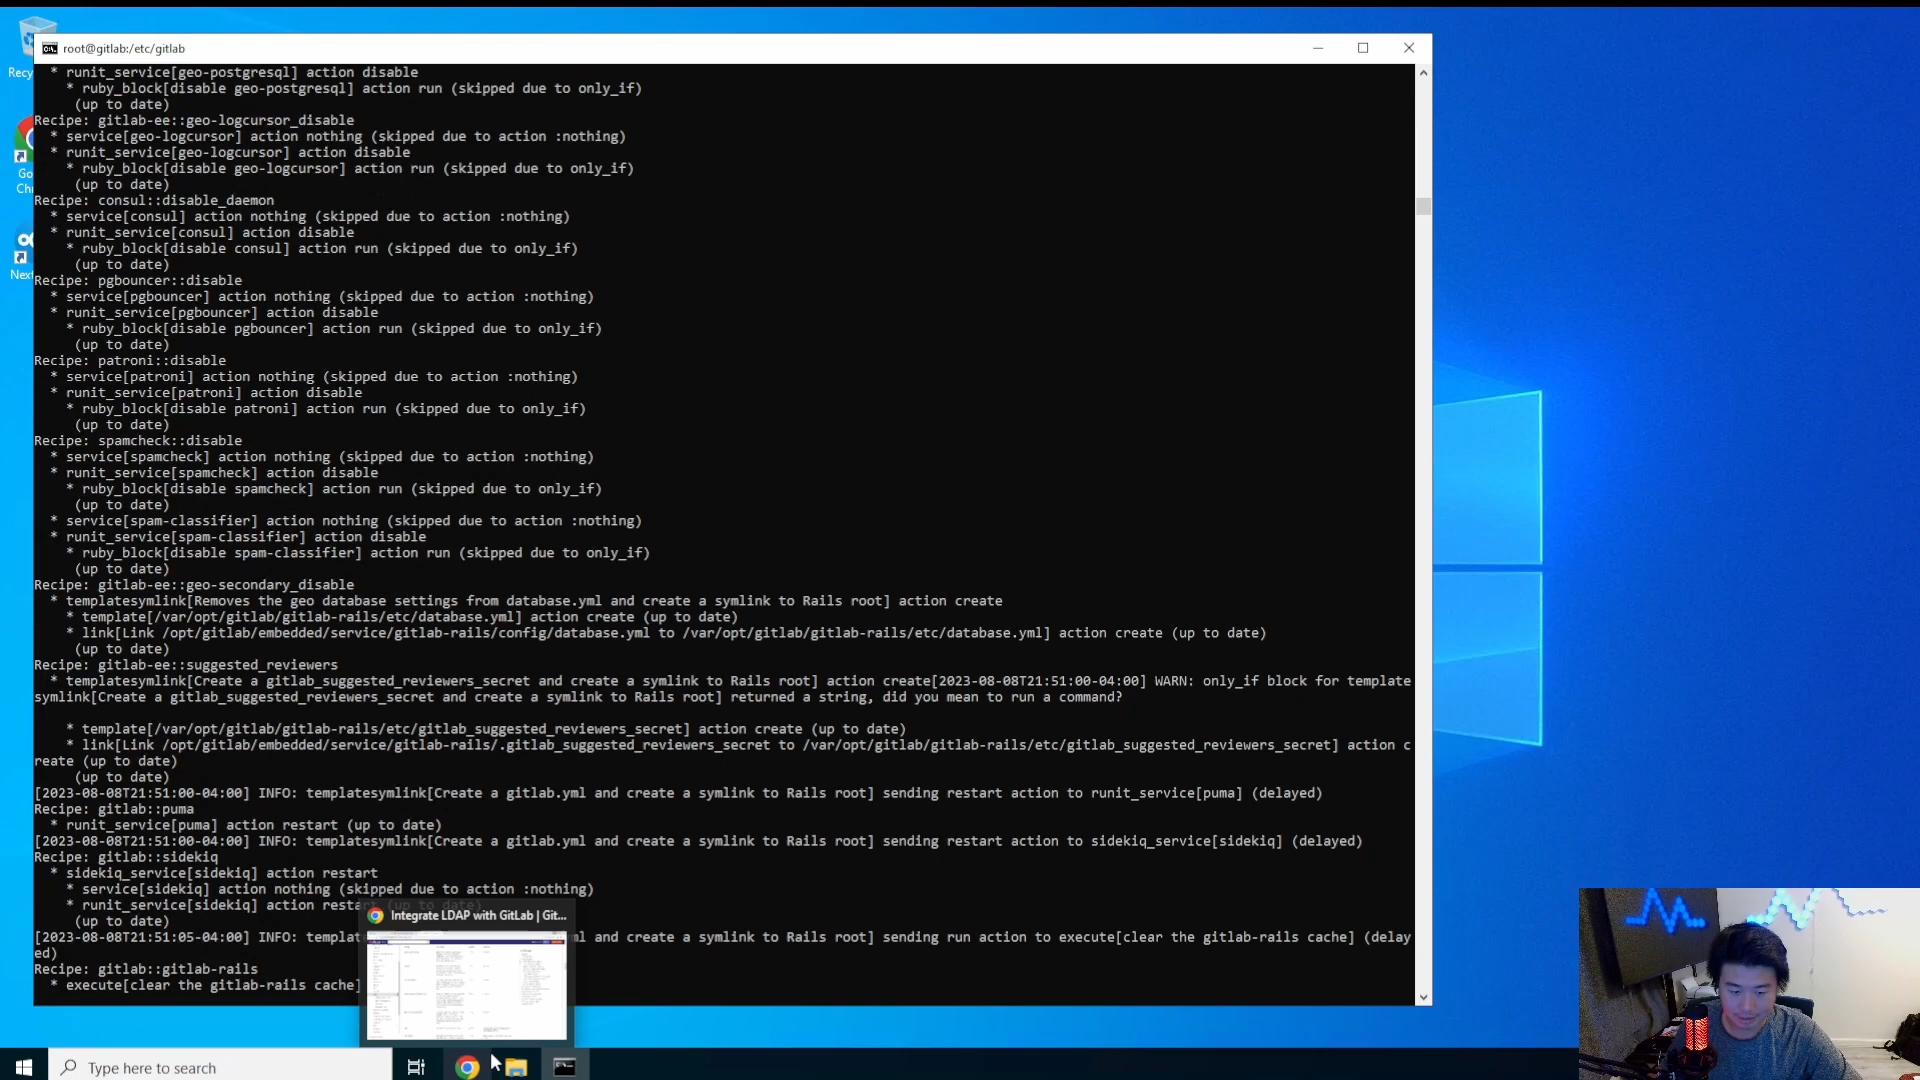 root@gitlab:/etc/gitlab
Recy
Go
Ch
Next
* runit_service[geo-postgresql] action disable
* ruby_block[disable geo-postgresql] action run (skipped due to only_if)
(up to date)
Recipe: gitlab-ee::geo-logcursor_disable
* service[geo-logcursor] action nothing (skipped due to action :nothing)
* runit_service[geo-logcursor] action disable
* ruby_block[disable geo-logcursor] action run (skipped due to only_if)
(up to date)
Recipe: consul::disable_daemon
* service[consul] action nothing (skipped due to action :nothing)
* runit_service[consul] action disable
* ruby_block[disable consul] action run (skipped due to only_if)
(up to date)
Recipe: pgbouncer::disable
* service[pgbouncer] action nothing (skipped due to action :nothing)
* runit_service[pgbouncer] action disable
* ruby_block[disable pgbouncer] action run (skipped due to only_if)
(up to date)
Recipe: patroni::disable
* service[patroni] action nothing (skipped due to action :nothing)
* runit_service[patroni] action disable
* ruby_block[disable patroni] action run (skipped due to only_if)
(up to date)
Recipe: spamcheck::disable
* service[spamcheck] action nothing (skipped due to action :nothing)
* runit_service[spamcheck] action disable
* ruby_block[disable spamcheck] action run (skipped due to only_if)
(up to date)
* service[spam-classifier] action nothing (skipped due to action :nothing)
* runit_service[spam-classifier] action disable
* ruby_block[disable spam-classifier] action run (skipped due to only_if)
(up to date)
Recipe: gitlab-ee::geo-secondary_disable
* templatesymlink[Removes the geo database settings from database.yml and create a symlink to Rails root] action create
* template[/var/opt/gitlab/gitlab-rails/etc/database.yml] action create (up to date)
* link[Link /opt/gitlab/embedded/service/gitlab-rails/config/database.yml to /var/opt/gitlab/gitlab-rails/etc/database.yml] action create (up to date)
(up to date)
Recipe: gitlab-ee::suggested_reviewers
* templatesymlink[Create a gitlab_suggested_reviewers_secret and create a symlink to Rails root] action create[2023-08-08T21:51:00-04:00] WARN: only_if block for template
symlink[Create a gitlab_suggested_reviewers_secret and create a symlink to Rails root] returned a string, did you mean to run a command?
* template[/var/opt/gitlab/gitlab-rails/etc/gitlab_suggested_reviewers_secret] action create (up to date)
* link[Link /opt/gitlab/embedded/service/gitlab-rails/.gitlab_suggested_reviewers_secret to /var/opt/gitlab/gitlab-rails/etc/gitlab_suggested_reviewers_secret] action c
reate (up to date)
(up to date)
[2023-08-08T21:51:00-04:00] INFO: templatesymlink[Create a gitlab.yml and create a symlink to Rails root] sending restart action to runit_service[puma] (delayed)
Recipe: gitlab::puma
* runit_service[puma] action restart (up to date)
[2023-08-08T21:51:00-04:00] INFO: templatesymlink[Create a gitlab.yml and create a symlink to Rails root] sending restart action to sidekiq_service[sidekiq] (delayed)
Recipe: gitlab::sidekiq
* sidekiq_service[sidekiq] action restart
* service[sidekiq] action nothing (skipped due to action :nothing)
* runit_service[sidekiq] action restart (up to date)
(up to date)
[2023-08-08T21:51:05-04:00] INFO: templat ml and create a symlink to Rails root] sending run action to execute[clear the gitlab-rails cache] (delay
ed)
Recipe: gitlab::gitlab-rails
* execute[clear the gitlab-rails cache]
Integrate LDAP with GitLab | Git...
Type here to search